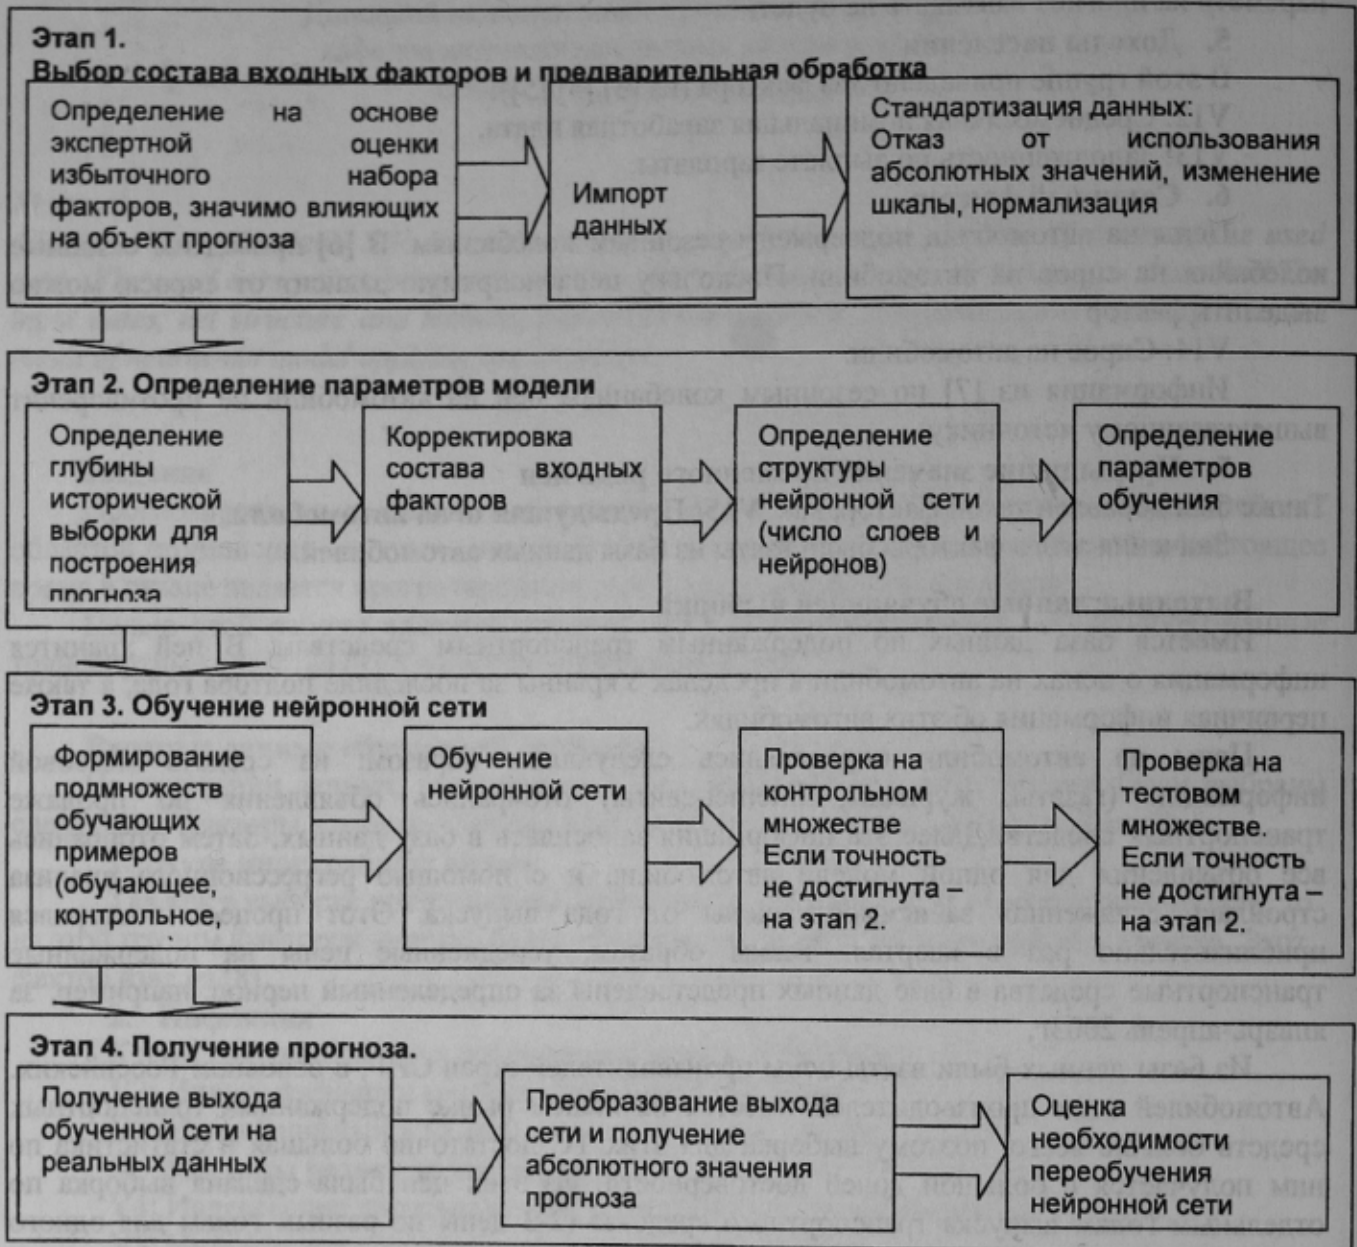 Этап 1.
Выбор состава входных факторов и предварительная обработка
Определение на основе
экспертной оценки
избыточного набора
факторов, значимо влияющих
на объект прогноза
Импорт
данных
Стандартизация данных:
Отказ от использования
абсолютных значений, изменение
шкалы, нормализация
Этап 2. Определение параметров модели
Определение
глубины
исторической
выборки для
построения
прогноза
Корректировка
состава входных
факторов
Определение
структуры
нейронной сети
(число слоев и
нейронов)
Определение
параметров
обучения
Этап 3. Обучение нейронной сети
Формирование
подмножеств
обучающих
примеров
(обучающее,
контрольное,
Обучение
нейронной сети
Проверка на
контрольном
множестве
Если точность
не достигнута –
на этап 2.
Проверка на
тестовом
множестве.
Если точность
не достигнута –
на этап 2.
Этап 4. Получение прогноза.
Получение выхода
обученной сети на
реальных данных
Преобразование выхода
сети и получение
абсолютного значения
прогноза
Оценка
необходимости
переобучения
нейронной сети